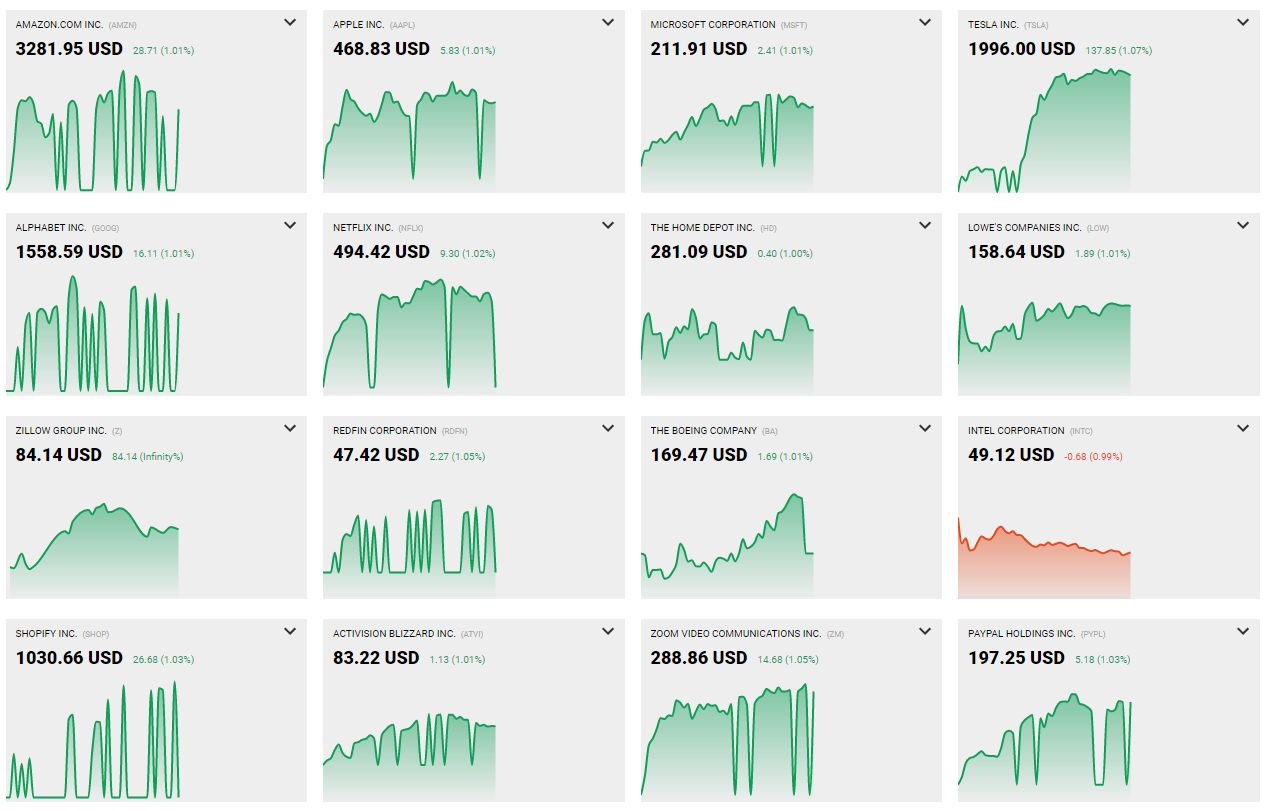 AMAZON.COM INC. (AMZN)
3281.95 USD 28.71 (1.01%)
APPLE INC. (AAPL)
468.83 USD 5.83 (1.01%)
MICROSOFT CORPORATION (MSFT)
211.91 USD 2.41 (1.01%)
TESLA INC. (TSLA)
1996.00 USD 137.85 (1.07%)
ALPHABET INC. (GOOG)
1558.59 USD 16.11 (1.01%)
NETFLIX INC. (NFLX)
494.42 USD 9.30 (1.02%)
THE HOME DEPOT INC. (HD)
281.09 USD 0.40 (1.00%)
LOWE'S COMPANIES INC. (LOW)
158.64 USD 1.89 (1.01%)
ZILLOW GROUP INC. (Z)
84.14 USD 84.14 (Infinity%)
REDFIN CORPORATION (RDFN)
47.42 USD 2.27 (1.05%)
THE BOEING COMPANY (BA)
169.47 USD 1.69 (1.01%)
INTEL CORPORATION (INTC)
49.12 USD -0.68 (0.99%)
SHOPIFY INC. (SHOP)
1030.66 USD 26.68 (1.03%)
ACTIVISION BLIZZARD INC. (ATVI)
83.22 USD 1.13 (1.01%)
ZOOM VIDEO COMMUNICATIONS INC. (ZM)
288.86 USD 14.68 (1.05%)
PAYPAL HOLDINGS INC. (PYPL)
197.25 USD 5.18 (1.03%)